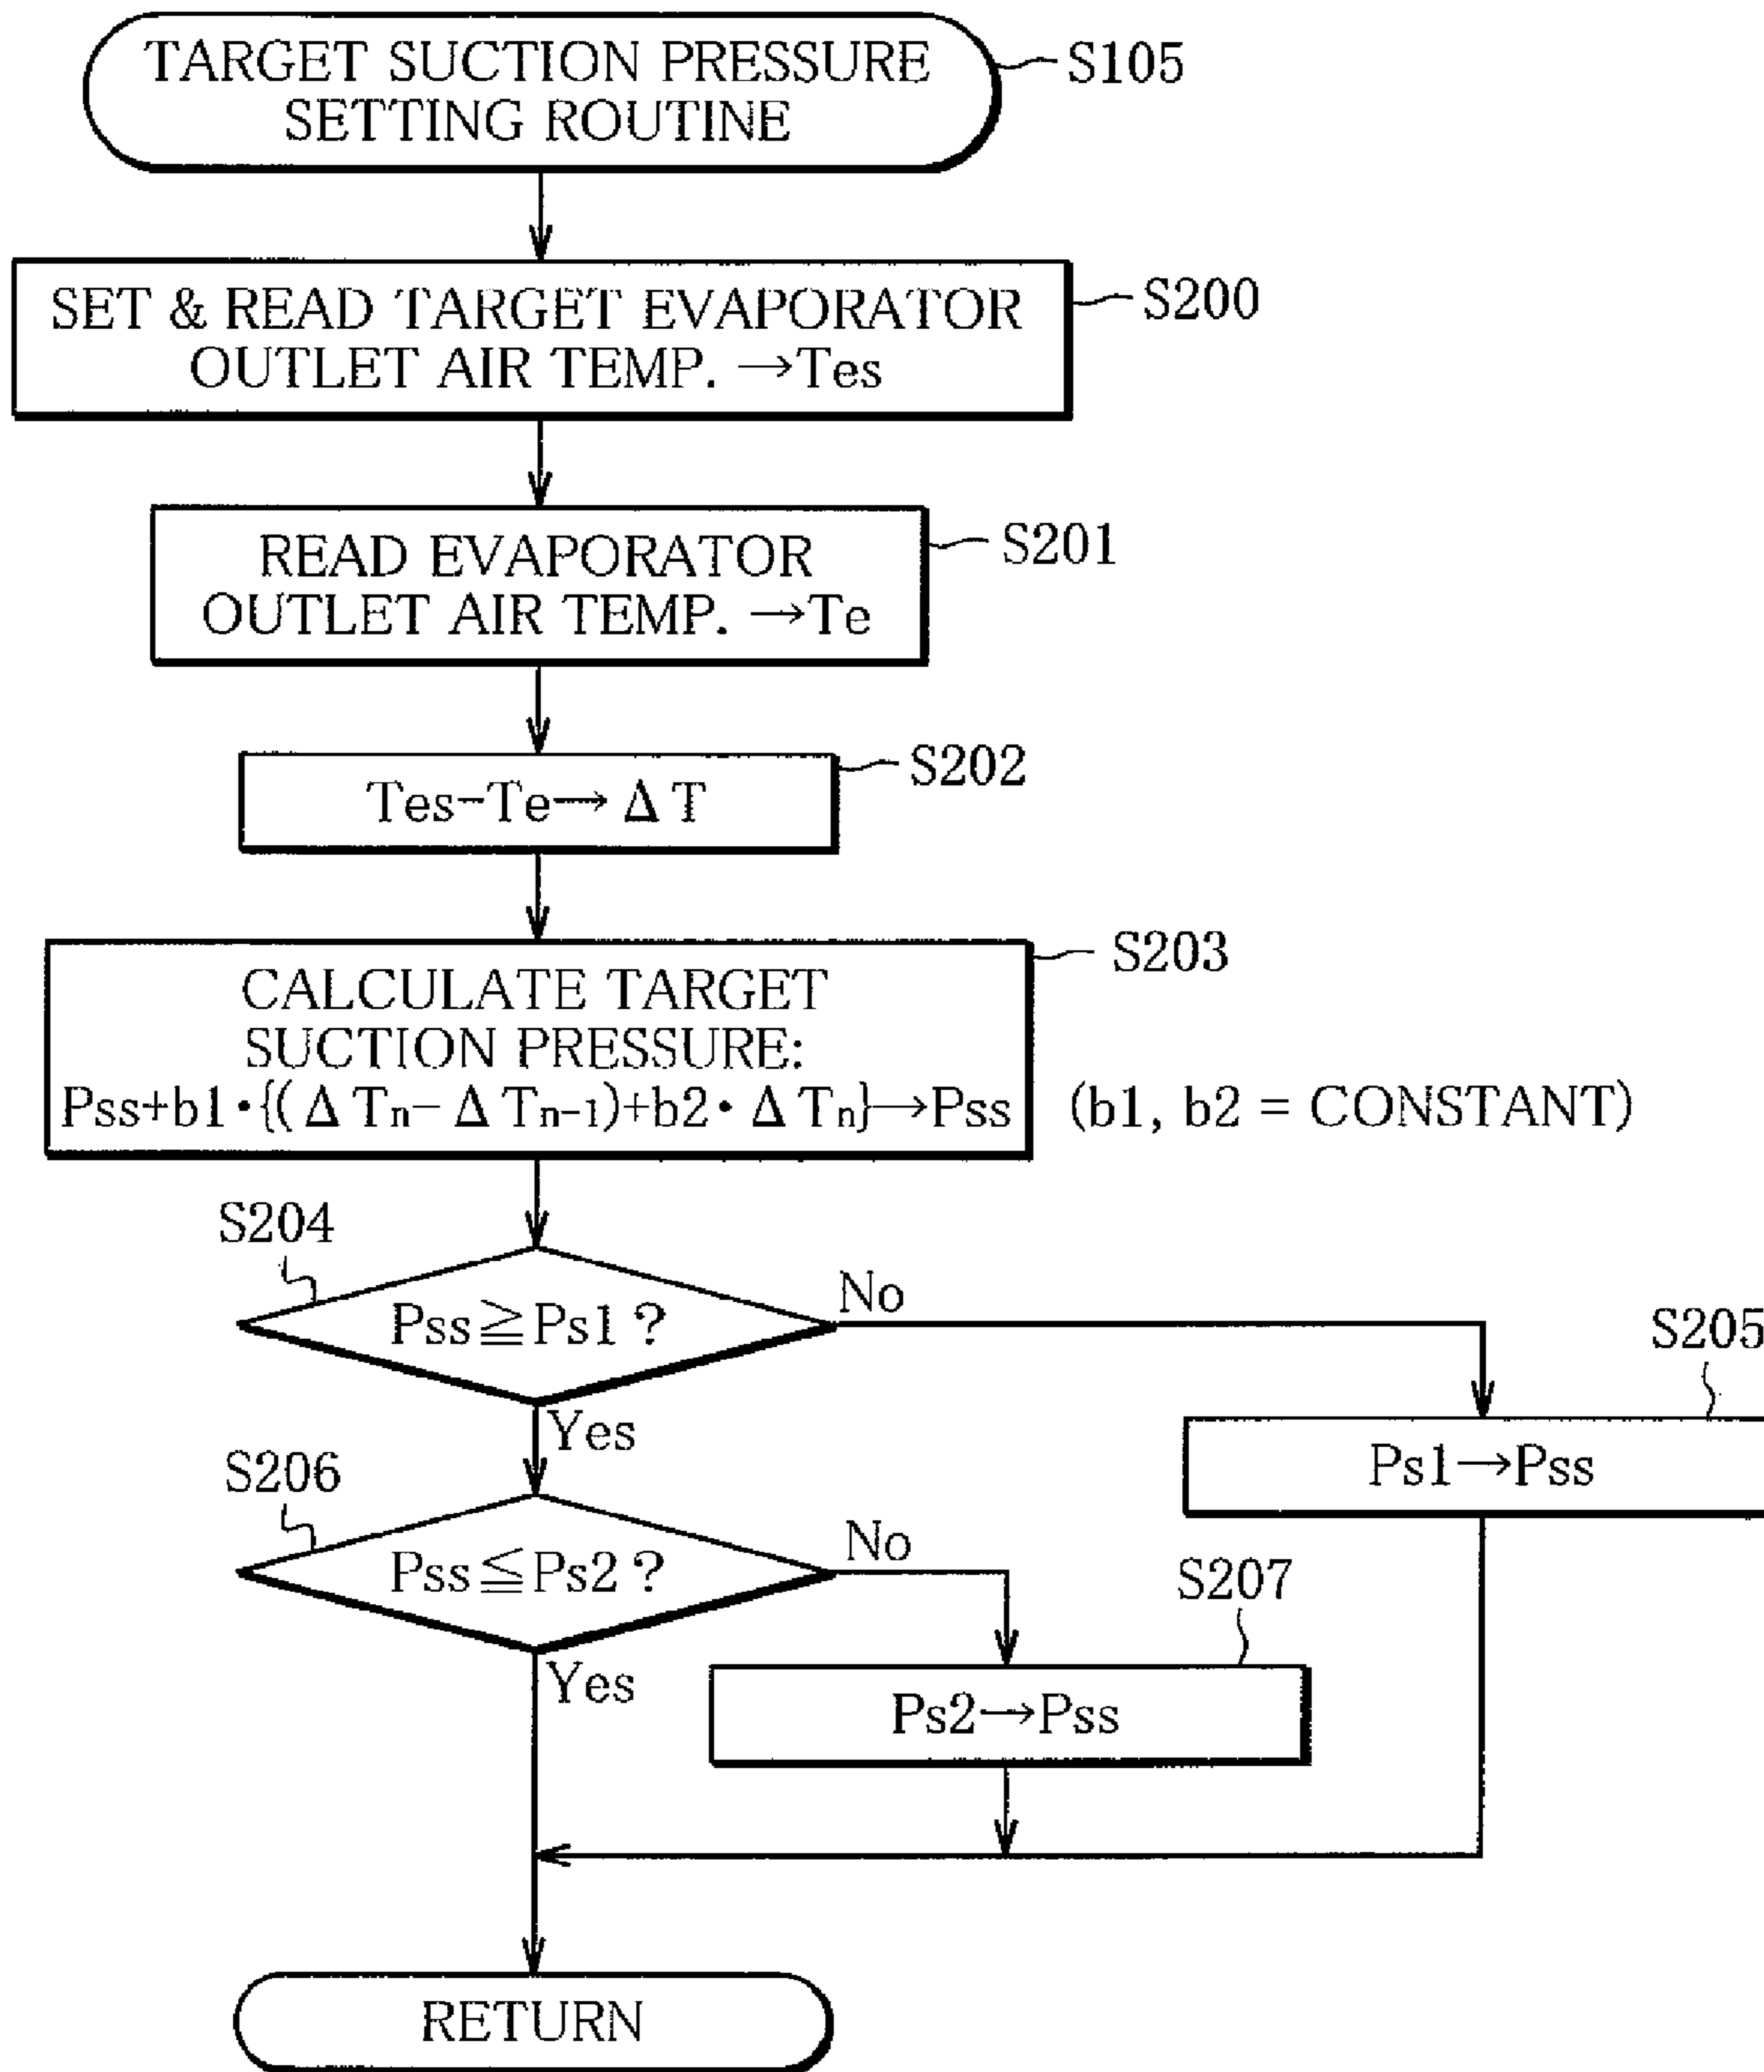 TARGET SUCTION PRESSURE
SETTING ROUTINE
S105
SET & READ TARGET EVAPORATOR
OUTLET AIR TEMP. →Tes
S200
READ EVAPORATOR
OUTLET AIR TEMP. →Te
S201
Tes-Te→ΔT
S202
CALCULATE TARGET
SUCTION PRESSURE:
Pss+b1·{(ΔTn-ΔTn-1)+b2·ΔTn}→Pss
S203
(b1, b2 = CONSTANT)
S204
Pss≧Ps1?
No
Yes
S205
Ps1→Pss
S206
Pss≦Ps2?
No
Yes
S207
Ps2→Pss
RETURN